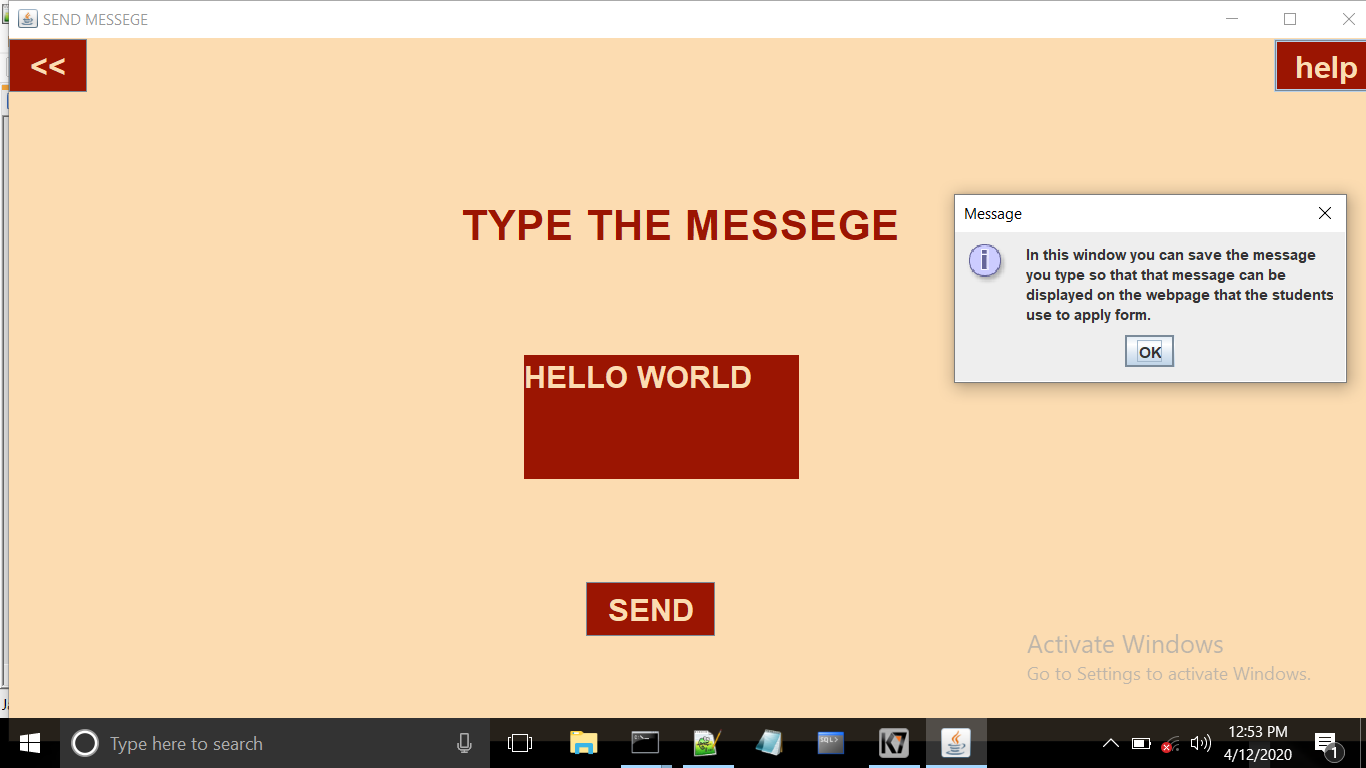 SEND MESSEGE
<<
help
TYPE THE MESSEGE
Message
In this window you can save the message
you type so that that message can be
displayed on the webpage that the students
use to apply form.
OK
HELLO WORLD
SEND
Activate Windows
Go to Settings to activate Windows.
Type here to search
SQL>
12:53 PM
4/12/2020
1